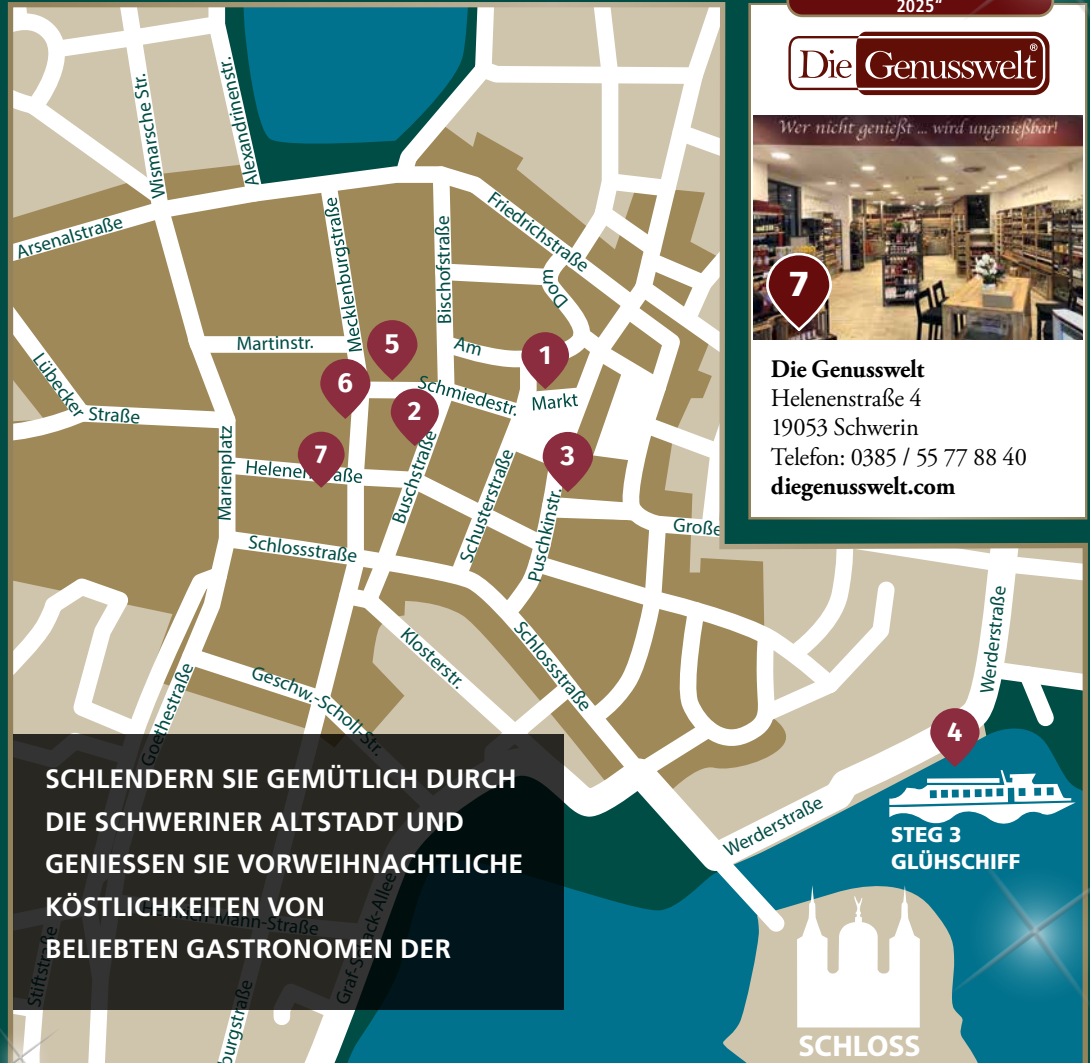 2025“
Die Genusswelt®
Wer nicht genießt ... wird ungenießbar!
7
Die Genusswelt
Helenenstraße 4
19053 Schwerin
Telefon: 0385 / 55 77 88 40
diegenusswelt.com
Wismarsche Str.
Alexandrinenstr.
Arsenalstraße
Mecklenburgstraße
Bischofstraße
Friedrichstraße
Am
Dom
Martinstr.
5
1
6
2
Schmiedestr.
Markt
Lübecker Straße
Marienplatz
7
3
Helenenstraße
Buschstraße
Schusterstraße
Puschkinstr.
Große
Schlossstraße
Klosterstr.
Schlossstraße
Werderstraße
Geschw.-Scholl-Str.
Goethestraße
4
Werderstraße
STEG 3
GLÜHSCHIFF
SCHLENDERN SIE GEMÜTLICH DURCH
DIE SCHWERINER ALTSTADT UND
GENIESSEN SIE VORWEIHNACHTLICHE
KÖSTLICHKEITEN VON
BELIEBTEN GASTRONOMEN DER
Stiftstraße
burgstraße
SCHLOSS